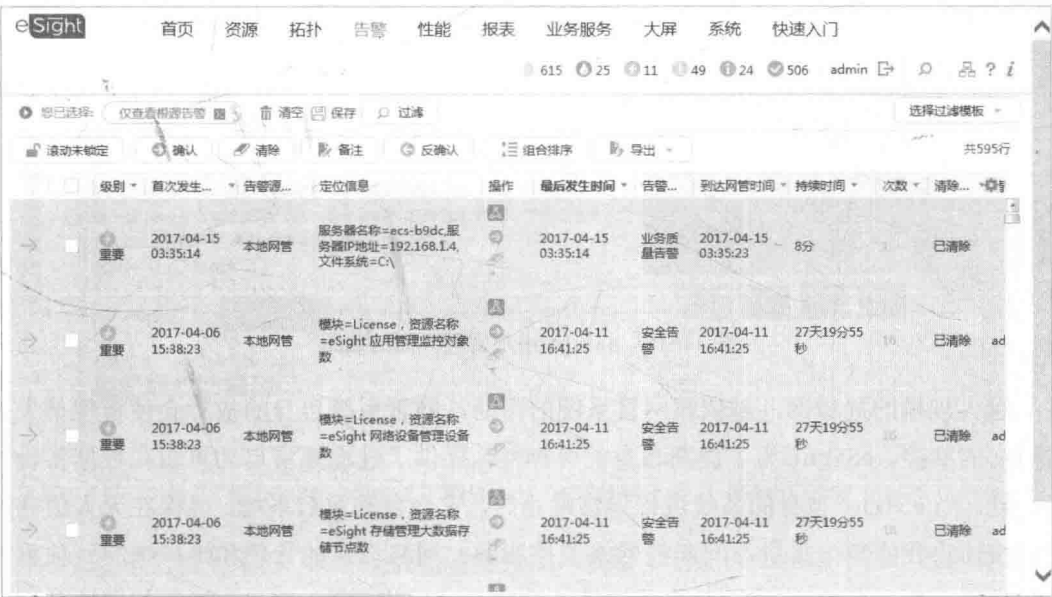 eSight 首页 资源 拓扑 告警 性能 报表 业务服务 大屏 系统 快速入门
615 25 11 49 24 506 admin ? i
您已选择: 仅查看根源告警 清空 保存 过滤 选择过滤模板
滚动未锁定 确认 清除 备注 反确认 组合排序 导出 共595行
级别 首次发生... 告警源... 定位信息 操作 最后发生时间 告警... 到达网管时间 持续时间 次数 清除...
重要 2017-04-15 03:35:14 本地网管 服务器名称=ecs-b9dc,服务器IP地址=192.168.1.4,文件系统=C:\ 2017-04-15 03:35:14 业务质量告警 2017-04-15 03:35:23 8分 已清除
重要 2017-04-06 15:38:23 本地网管 模块=License，资源名称=eSight 应用管理监控对象数 2017-04-11 16:41:25 安全告警 2017-04-11 16:41:25 27天19分55秒 16 已清除 ad
重要 2017-04-06 15:38:23 本地网管 模块=License，资源名称=eSight 网络设备管理设备数 2017-04-11 16:41:25 安全告警 2017-04-11 16:41:25 27天19分55秒 16 已清除 ad
重要 2017-04-06 15:38:23 本地网管 模块=License，资源名称=eSight 存储管理大数据存储节点数 2017-04-11 16:41:25 安全告警 2017-04-11 16:41:25 27天19分55秒 已清除 ad